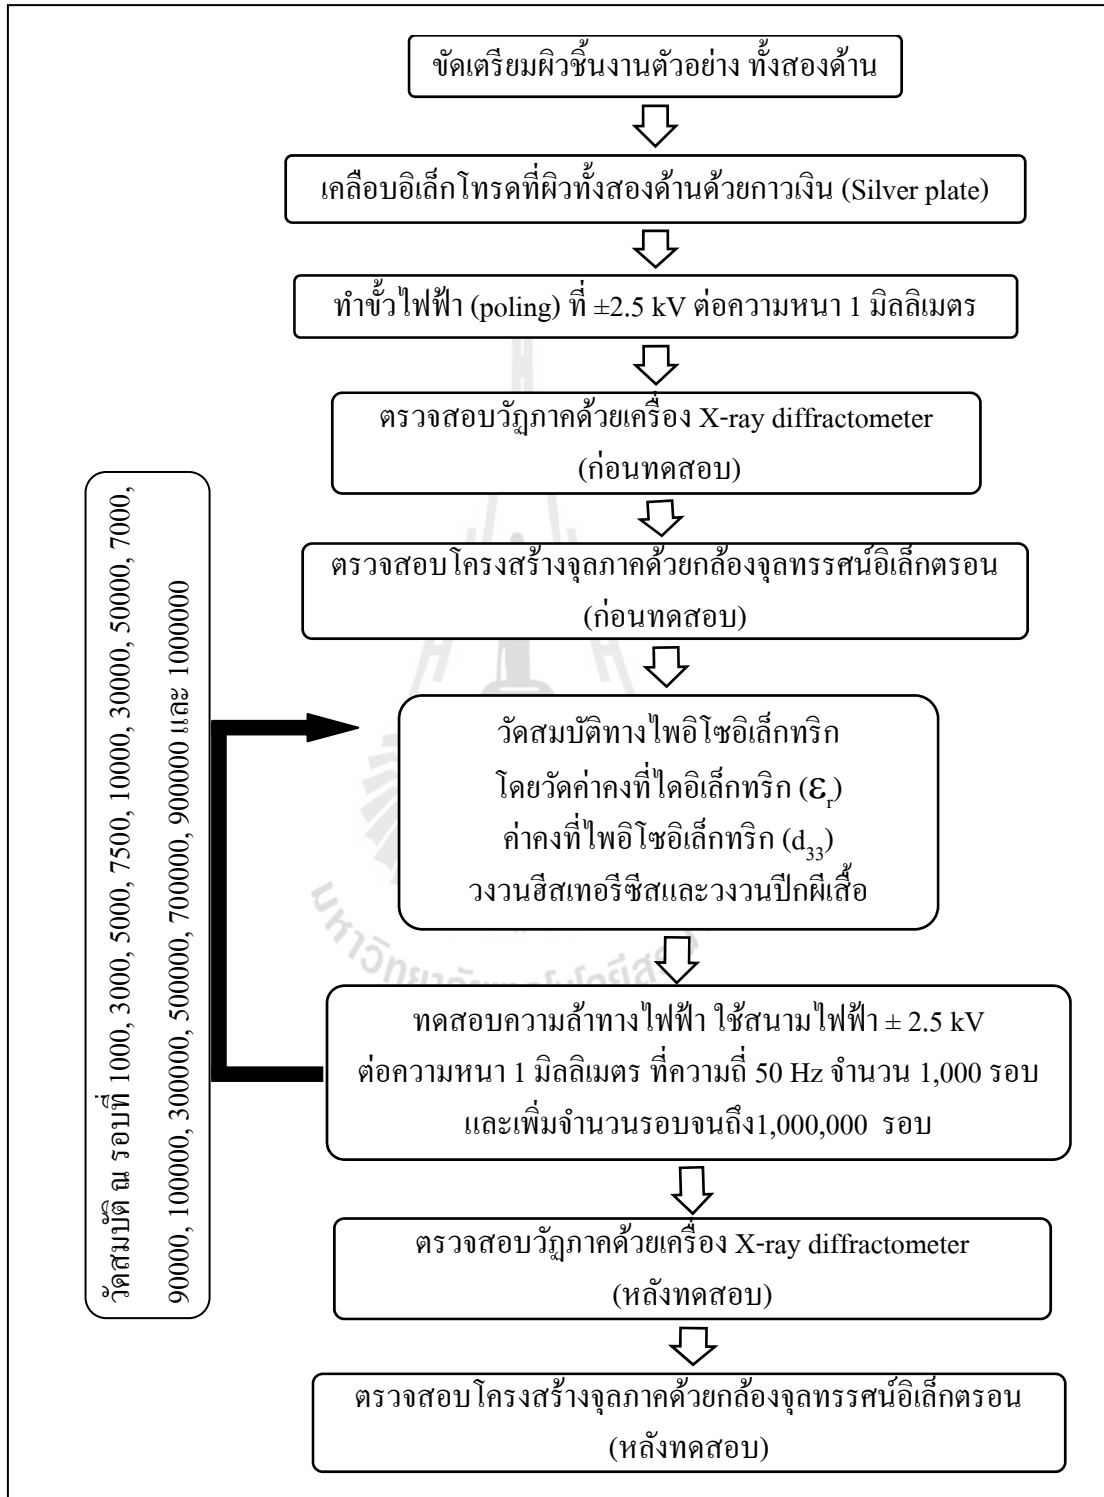 ขัดเตรียมผิวชิ้นงานตัวอย่าง ทั้งสองด้าน
เคลือบอิเล็กโทรดที่ผิวทั้งสองด้านด้วยกาวเงิน (Silver plate)
ทำขั้วไฟฟ้า (poling) ที่ ±2.5 kV ต่อความหนา 1 มิลลิเมตร
ตรวจสอบวัฏภาคด้วยเครื่อง X-ray diffractometer
(ก่อนทดสอบ)
ตรวจสอบโครงสร้างจุลภาคด้วยกล้องจุลทรรศน์อิเล็กตรอน
(ก่อนทดสอบ)
วัดสมบัติทางไพอิโซอิเล็กทริก
โดยวัดค่าคงที่ไดอิเล็กทริก (ɛr)
ค่าคงที่ไพอิโซอิเล็กทริก (d33)
วงวนฮีสเทอรีซีสและวงวนปีกผีเสื้อ
ทดสอบความล้าทางไฟฟ้า ใช้สนามไฟฟ้า ± 2.5 kV
ต่อความหนา 1 มิลลิเมตร ที่ความถี่ 50 Hz จำนวน 1,000 รอบ
และเพิ่มจำนวนรอบจนถึง1,000,000 รอบ
วัดสมบัติ ณ รอบที่ 1000, 3000, 5000, 7500, 10000, 30000, 50000, 7000,
90000, 100000, 300000, 500000, 700000, 900000 และ 1000000
ตรวจสอบวัฏภาคด้วยเครื่อง X-ray diffractometer
(หลังทดสอบ)
ตรวจสอบโครงสร้างจุลภาคด้วยกล้องจุลทรรศน์อิเล็กตรอน
(หลังทดสอบ)